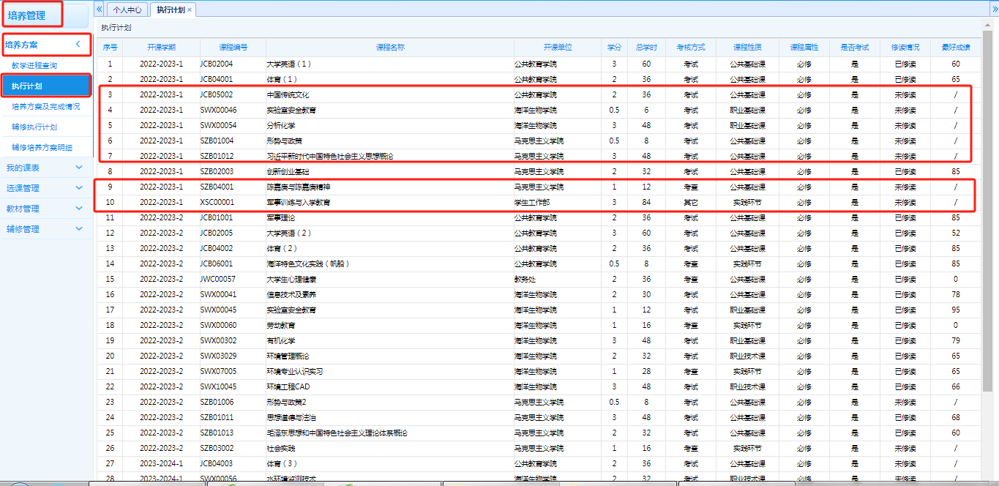 培养管理
培养方案
教学进程查询
执行计划
培养方案及完成情况
辅修执行计划
辅修培养方案明细
我的课表
选课管理
教材管理
辅修管理
个人中心 执行计划 ×
执行计划
序号 开课学期 课程编号 课程名称 开课单位 学分 总学时 考核方式 课程性质 课程属性 是否考试 修读情况 最好成绩
1 2022-2023-1 JCB02004 大学英语（1） 公共教育学院 3 60 考试 公共基础课 必修 是 已修读 60
2 2022-2023-1 JCB04001 体育（1） 公共教育学院 2 36 考试 公共基础课 必修 是 已修读 65
3 2022-2023-1 JCB05002 中国传统文化 公共教育学院 2 36 考试 公共基础课 必修 是 未修读 /
4 2022-2023-1 SWX00046 实验室安全教育 海洋生物学院 0.5 6 考试 职业基础课 必修 是 未修读 /
5 2022-2023-1 SWX00054 分析化学 海洋生物学院 3 48 考试 职业基础课 必修 是 未修读 /
6 2022-2023-1 SZB01004 形势与政策 马克思主义学院 0.5 8 考试 公共基础课 必修 是 未修读 /
7 2022-2023-1 SZB01012 习近平新时代中国特色社会主义思想概论 马克思主义学院 3 48 考试 公共基础课 必修 是 未修读 /
8 2022-2023-1 SZB02003 创新创业基础 马克思主义学院 2 32 考试 公共基础课 必修 是 已修读 85
9 2022-2023-1 SZB04001 陈嘉庚与陈嘉庚精神 马克思主义学院 1 12 考查 公共基础课 必修 是 未修读 /
10 2022-2023-1 XSC00001 军事训练与入学教育 学生工作部 3 84 其它 实践环节 必修 是 未修读 /
11 2022-2023-2 JCB01001 军事理论 公共教育学院 2 36 考试 公共基础课 必修 是 已修读 85
12 2022-2023-2 JCB02005 大学英语（2） 公共教育学院 3 60 考试 公共基础课 必修 是 已修读 52
13 2022-2023-2 JCB04002 体育（2） 公共教育学院 2 36 考试 公共基础课 必修 是 已修读 85
14 2022-2023-2 JCB06001 海洋特色文化实践（帆船） 公共教育学院 0.5 8 考查 实践环节 必修 是 已修读 85
15 2022-2023-2 JWC00057 大学生心理健康 教务处 2 36 考查 公共基础课 必修 是 已修读 0
16 2022-2023-2 SWX00041 信息技术及素养 海洋生物学院 2 30 考试 公共基础课 必修 是 已修读 78
17 2022-2023-2 SWX00045 实验室安全教育 海洋生物学院 1 12 考试 职业基础课 必修 是 已修读 95
18 2022-2023-2 SWX00060 劳动教育 海洋生物学院 1 16 考查 实践环节 必修 是 已修读 0
19 2022-2023-2 SWX00302 有机化学 海洋生物学院 3 48 考试 职业基础课 必修 是 已修读 79
20 2022-2023-2 SWX03029 环境管理概论 海洋生物学院 2 32 考试 职业技术课 必修 是 已修读 65
21 2022-2023-2 SWX07005 环境专业认识实习 海洋生物学院 1 28 考查 实践环节 必修 是 已修读 65
22 2022-2023-2 SWX10045 环境工程CAD 海洋生物学院 3 48 考试 职业技术课 必修 是 已修读 66
23 2022-2023-2 SZB01006 形势与政策2 马克思主义学院 0.5 8 考试 公共基础课 必修 是 未修读 /
24 2022-2023-2 SZB01011 思想道德与法治 马克思主义学院 3 48 考试 公共基础课 必修 是 已修读 68
25 2022-2023-2 SZB01013 毛泽东思想和中国特色社会主义理论体系概论 马克思主义学院 2 32 考试 公共基础课 必修 是 已修读 60
26 2022-2023-2 SZB03002 社会实践 马克思主义学院 1 16 考查 实践环节 必修 是 未修读 /
27 2023-2024-1 JCB04003 体育（3） 公共教育学院 2 36 考试 公共基础课 必修 是 未修读 /
28 2023-2024-1 SWX00056 水环境监测技术 海洋生物学院 3 48 考试 职业技术课 必修 是 未修读 /